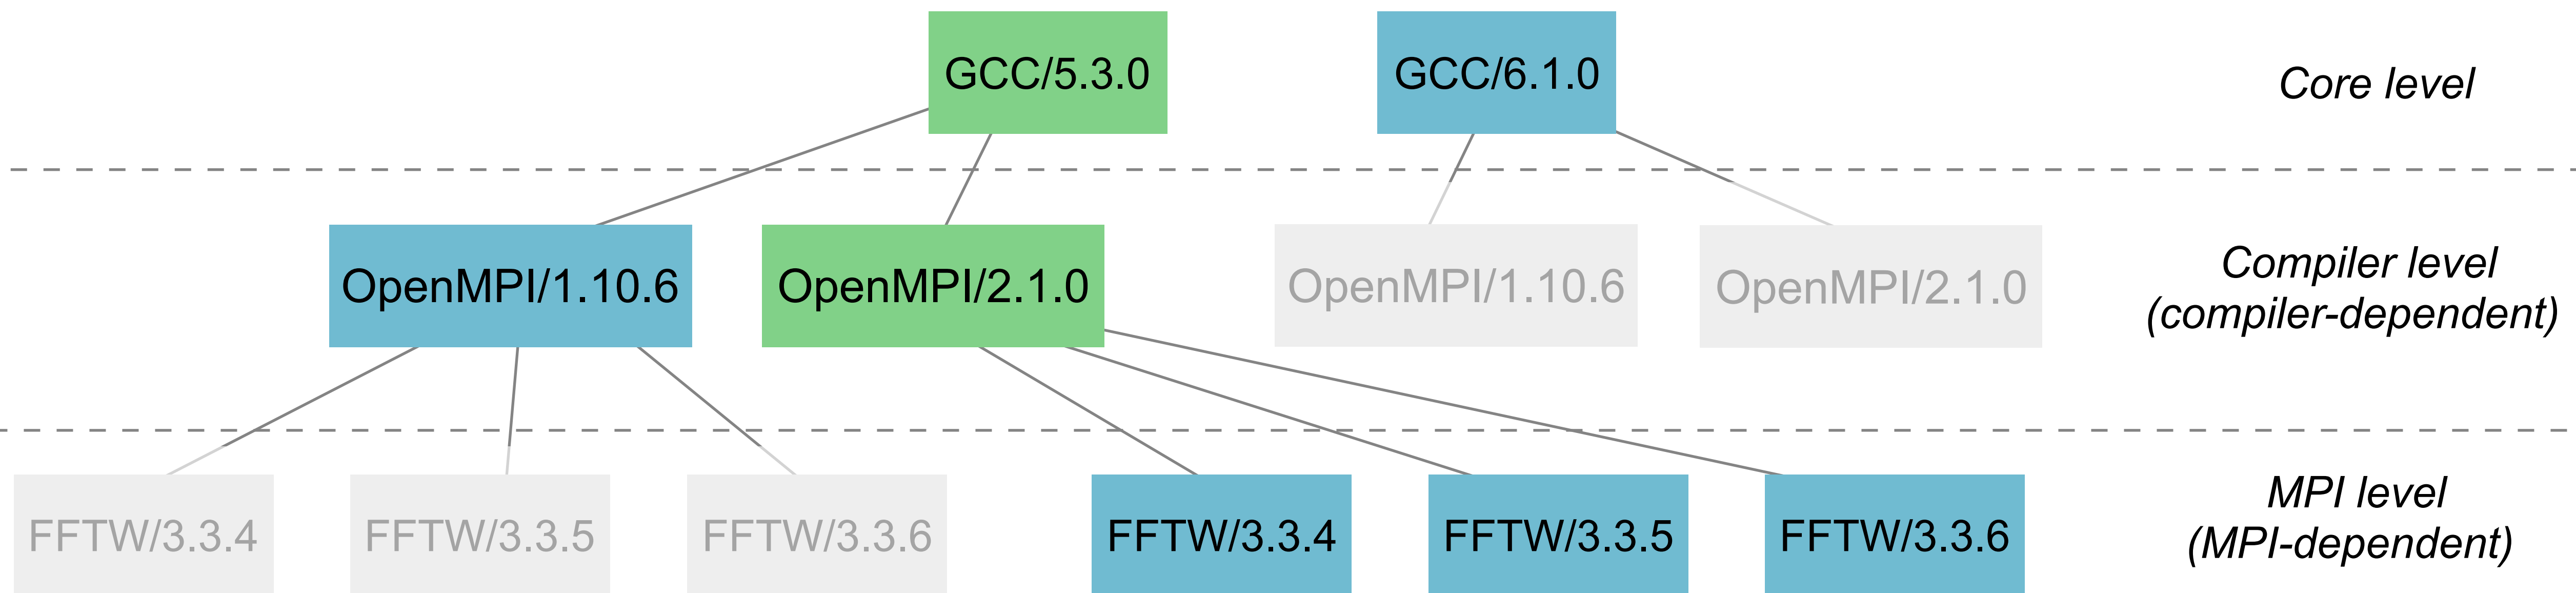 GCC/5.3.0
GCC/6.1.0
Core level
OpenMPI/1.10.6
OpenMPI/2.1.0
OpenMPI/1.10.6
OpenMPI/2.1.0
Compiler level
(compiler-dependent)
FFTW/3.3.4
FFTW/3.3.5
FFTW/3.3.6
FFTW/3.3.4
FFTW/3.3.5
FFTW/3.3.6
MPI level
(MPI-dependent)